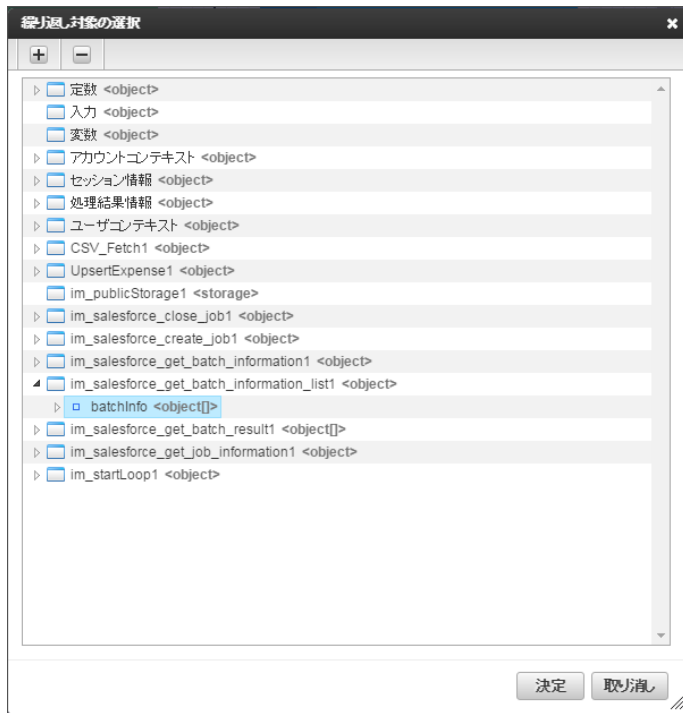 繰り返し対象の選択
定数 <object>
入力 <object>
変数 <object>
アカウントコンテキスト <object>
セッション情報 <object>
処理結果情報 <object>
ユーザコンテキスト <object>
CSV_Fetch1 <object>
UpsertExpense1 <object>
im_publicStorage1 <storage>
im_salesforce_close_job1 <object>
im_salesforce_create_job1 <object>
im_salesforce_get_batch_information1 <object>
im_salesforce_get_batch_information_list1 <object>
batchInfo <object[]>
im_salesforce_get_batch_result1 <object[]>
im_salesforce_get_job_information1 <object>
im_startLoop1 <object>
決定 取り消し